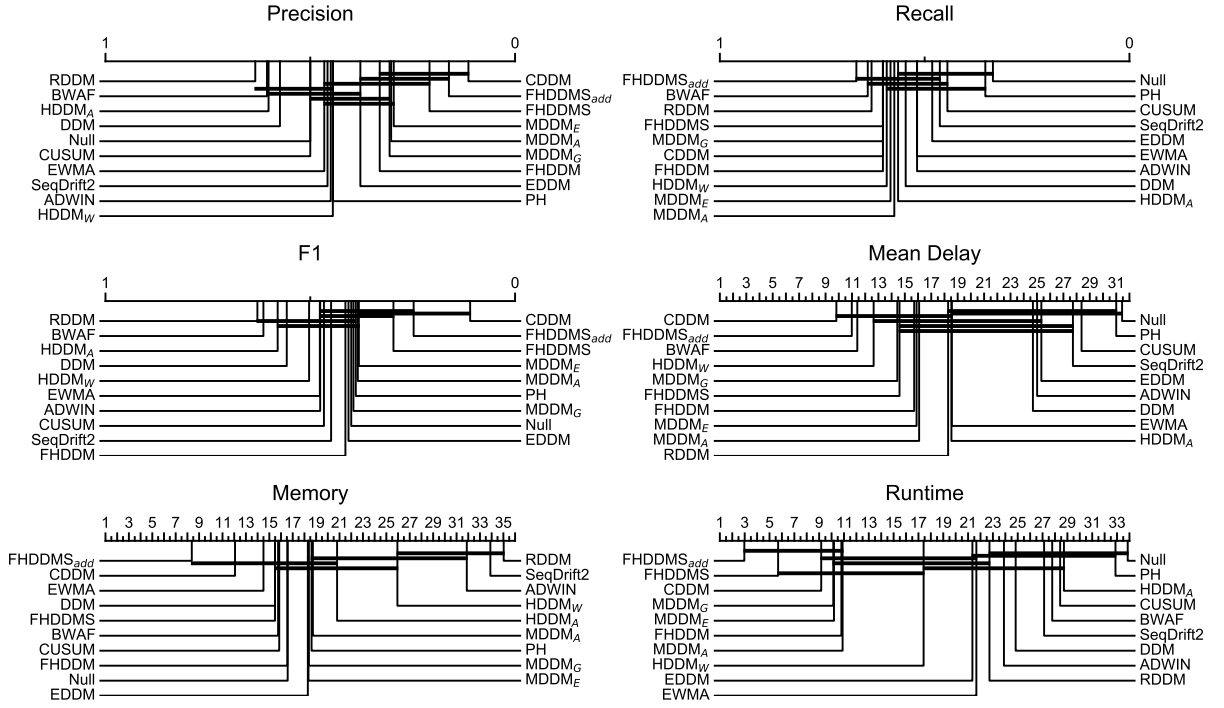 Precision
1 0
RDDM CDDM
BWAF FHDDMS_add
HDDM_A FHDDMS
DDM MDDM_E
Null MDDM_A
CUSUM MDDM_G
EWMA FHDDM
SeqDrift2 EDDM
ADWIN PH
HDDM_W
Recall
1 0
FHDDMS_add Null
BWAF PH
RDDM CUSUM
FHDDMS SeqDrift2
MDDM_G EDDM
CDDM EWMA
FHDDM ADWIN
HDDM_W DDM
MDDM_E HDDM_A
MDDM_A
F1
1 0
RDDM CDDM
BWAF FHDDMS_add
HDDM_A FHDDMS
DDM MDDM_E
HDDM_W MDDM_A
EWMA PH
ADWIN MDDM_G
CUSUM Null
SeqDrift2 EDDM
FHDDM
Mean Delay
1 3 5 7 9 11 13 15 17 19 21 23 25 27 29 31
CDDM Null
FHDDMS_add PH
BWAF CUSUM
HDDM_W SeqDrift2
MDDM_G EDDM
FHDDMS ADWIN
FHDDM DDM
MDDM_E EWMA
MDDM_A HDDM_A
RDDM
Memory
1 3 5 7 9 11 13 15 17 19 21 23 25 27 29 31 33 35
FHDDMS_add RDDM
CDDM SeqDrift2
EWMA ADWIN
DDM HDDM_W
FHDDMS HDDM_A
BWAF MDDM_A
CUSUM PH
FHDDM MDDM_G
Null MDDM_E
EDDM
Runtime
1 3 5 7 9 11 13 15 17 19 21 23 25 27 29 31 33
FHDDMS_add Null
FHDDMS PH
CDDM HDDM_A
MDDM_G CUSUM
MDDM_E BWAF
FHDDM SeqDrift2
MDDM_A DDM
HDDM_W ADWIN
EDDM RDDM
EWMA